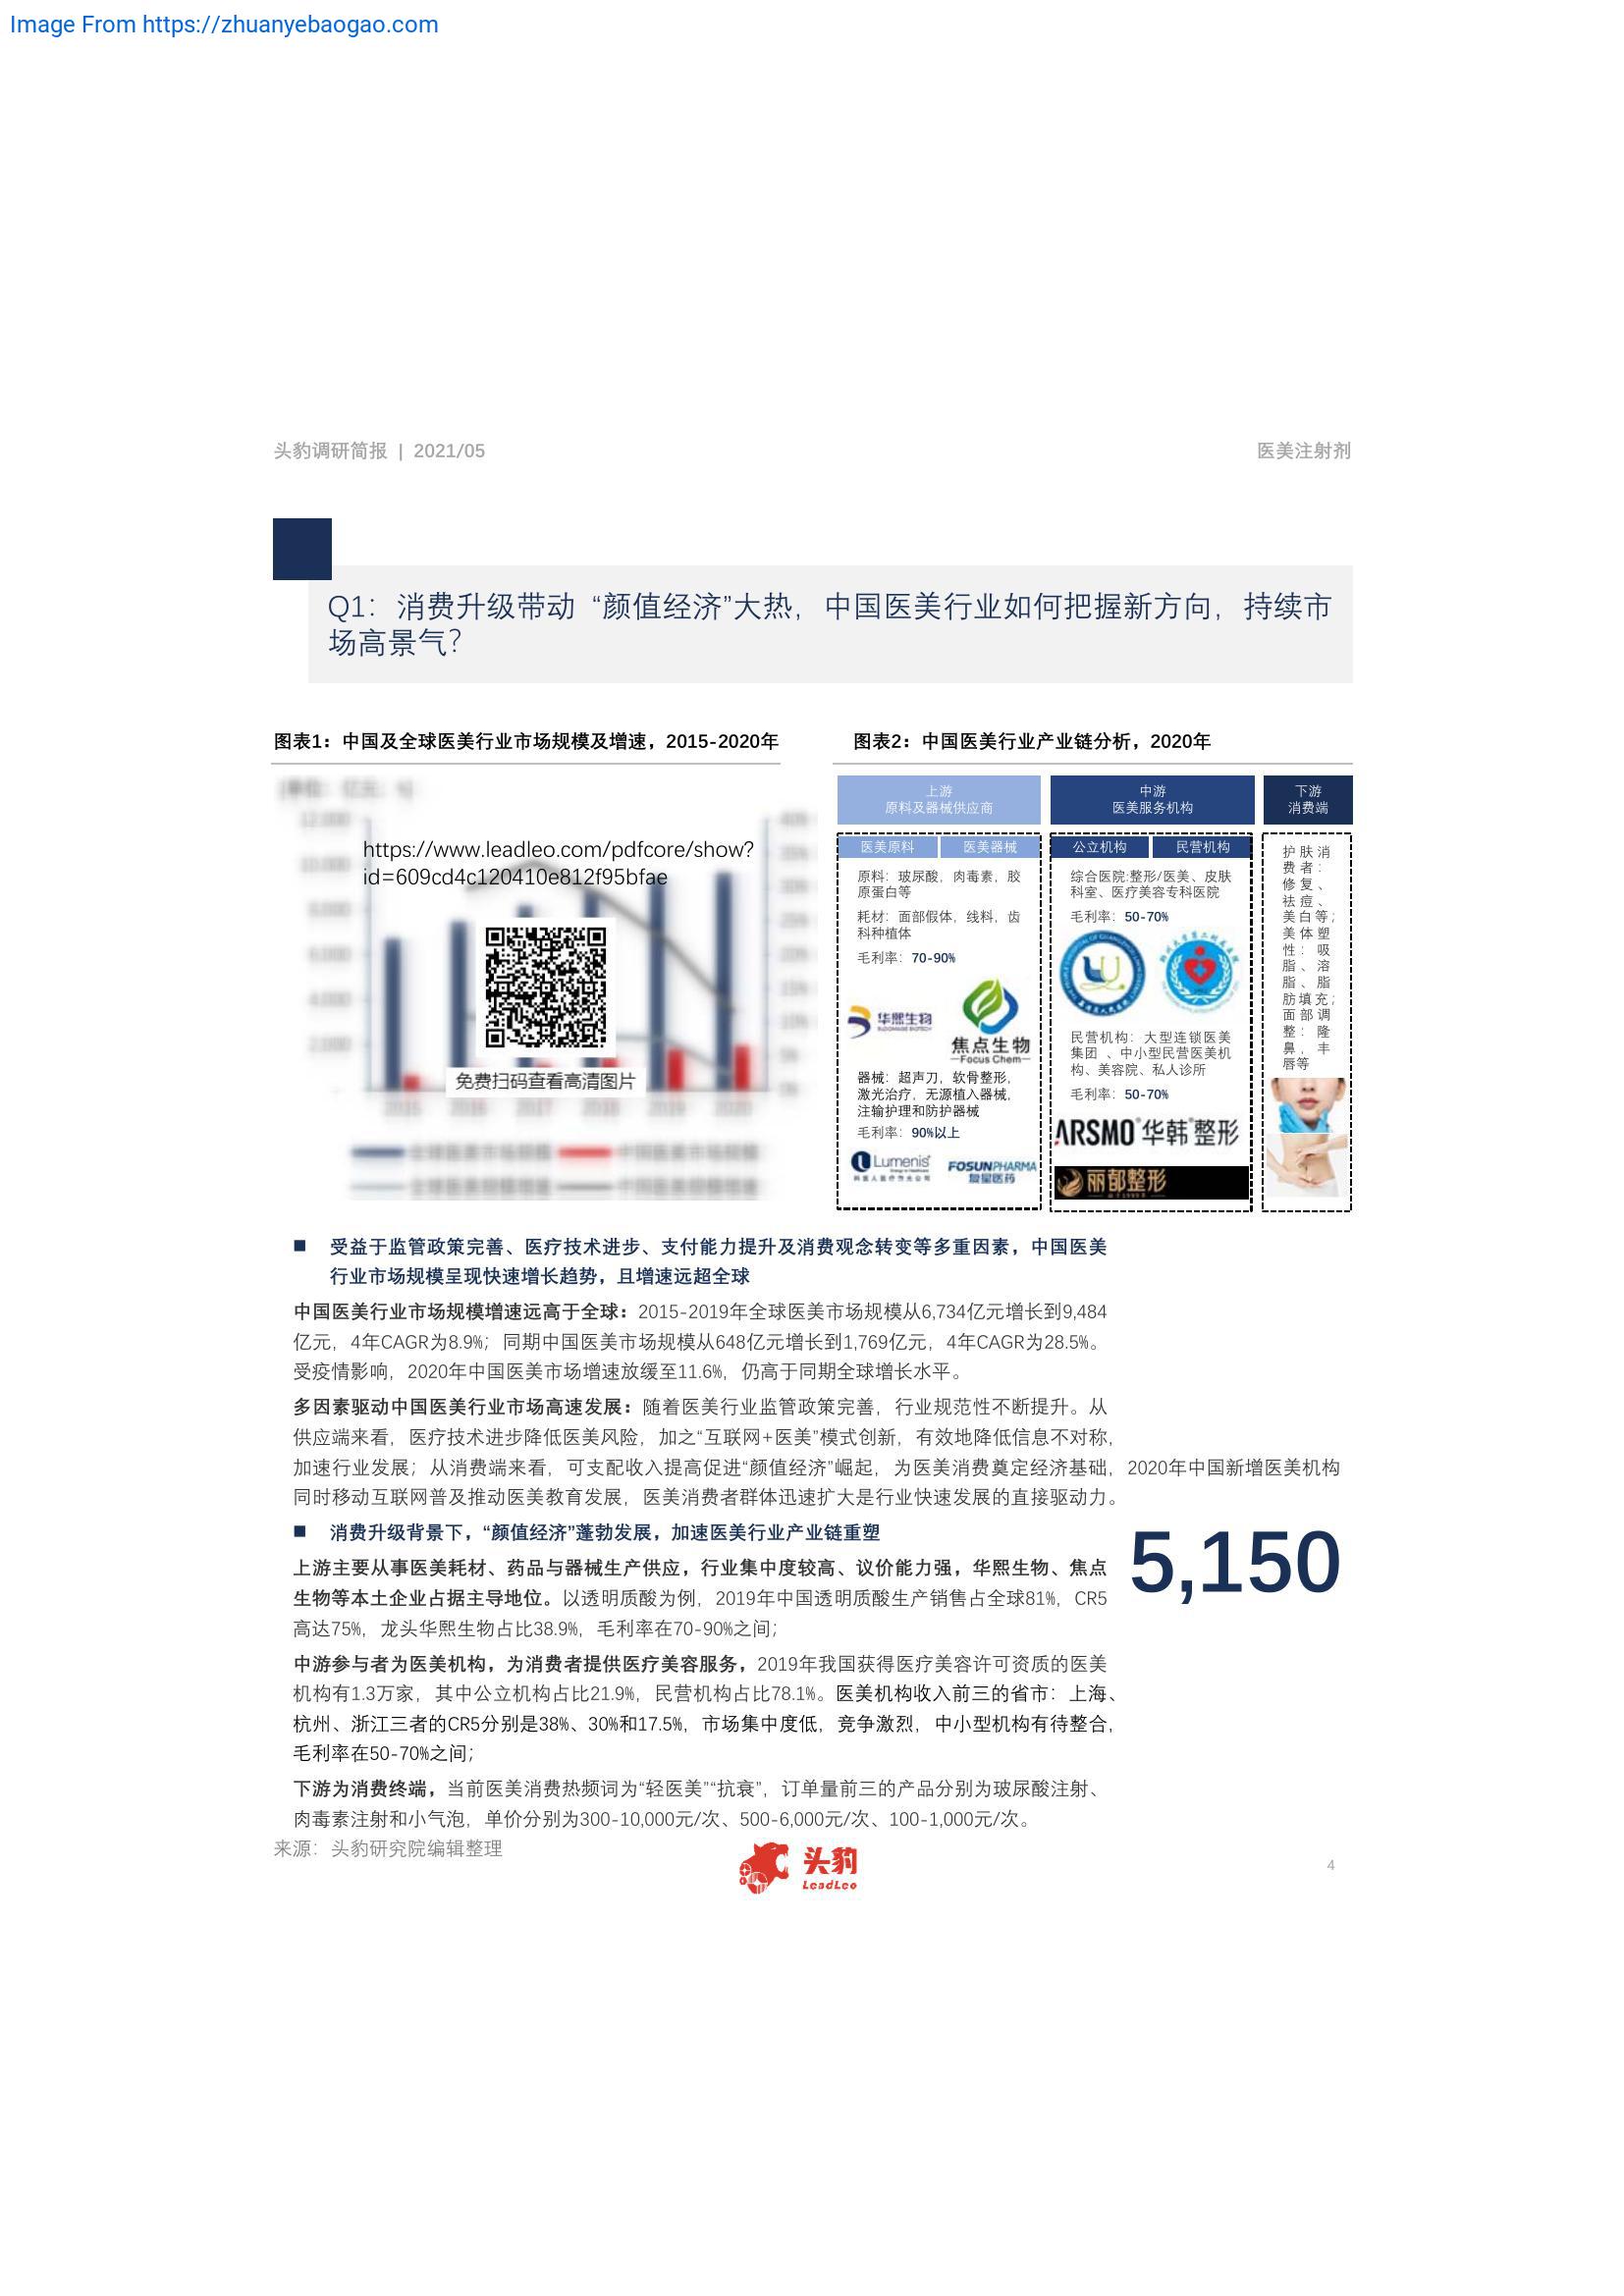 Image From https://zhuanyebaogao.com
头豹调研简报 | 2021/05
医美注射剂
Q1：消费升级带动 “颜值经济”大热，中国医美行业如何把握新方向，持续市
场高景气？
图表1：中国及全球医美行业市场规模及增速，2015-2020年
https://www.leadleo.com/pdfcore/show?
id=609cd4c120410e812f95bfae
免费扫码查看高清图片
12,000
10,000
8,000
6,000
4,000
2,000
2015
2016
2017
2018
2019
2020
全球医美市场规模
中国医美市场规模
全球医美规模增速
中国医美规模增速
图表2：中国医美行业产业链分析，2020年
上游
原料及器械供应商
医美原料
医美器械
原料：玻尿酸，肉毒素，胶
原蛋白等
耗材：面部假体，线料，齿
科种植体
毛利率：70-90%
华熙生物
BLOOMAGE BIOTECH
焦点生物
Focus Chem
器械：超声刀，软骨整形，
激光治疗，无源植入器械，
注输护理和防护器械
毛利率：90%以上
Lumenis
FOSUNPHARMA
复星医药
中游
医美服务机构
公立机构
民营机构
综合医院:整形/医美、皮肤
科室、医疗美容专科医院
毛利率：50-70%
民营机构：大型连锁医美
集团 、中小型民营医美机
构、美容院、私人诊所
毛利率：50-70%
ARSMO®华韩®整形
丽都整形
下游
消费端
护肤消
费者：
修复、
祛痘、
美白等；
美体塑
性：吸
脂、溶
脂、脂
肪填充；
面部调
整：隆
鼻，丰
唇等
■ 受益于监管政策完善、医疗技术进步、支付能力提升及消费观念转变等多重因素，中国医美
行业市场规模呈现快速增长趋势，且增速远超全球
中国医美行业市场规模增速远高于全球：2015-2019年全球医美市场规模从6,734亿元增长到9,484
亿元，4年CAGR为8.9%；同期中国医美市场规模从648亿元增长到1,769亿元，4年CAGR为28.5%。
受疫情影响，2020年中国医美市场增速放缓至11.6%，仍高于同期全球增长水平。
多因素驱动中国医美行业市场高速发展：随着医美行业监管政策完善，行业规范性不断提升。从
供应端来看，医疗技术进步降低医美风险，加之“互联网+医美”模式创新，有效地降低信息不对称，
加速行业发展；从消费端来看，可支配收入提高促进“颜值经济”崛起，为医美消费奠定经济基础，
同时移动互联网普及推动医美教育发展，医美消费者群体迅速扩大是行业快速发展的直接驱动力。
■ 消费升级背景下，“颜值经济”蓬勃发展，加速医美行业产业链重塑
上游主要从事医美耗材、药品与器械生产供应，行业集中度较高、议价能力强，华熙生物、焦点
生物等本土企业占据主导地位。以透明质酸为例，2019年中国透明质酸生产销售占全球81%，CR5
高达75%，龙头华熙生物占比38.9%，毛利率在70-90%之间；
中游参与者为医美机构，为消费者提供医疗美容服务，2019年我国获得医疗美容许可资质的医美
机构有1.3万家，其中公立机构占比21.9%，民营机构占比78.1%。医美机构收入前三的省市：上海、
杭州、浙江三者的CR5分别是38%、30%和17.5%，市场集中度低，竞争激烈，中小型机构有待整合，
毛利率在50-70%之间；
下游为消费终端，当前医美消费热频词为“轻医美”“抗衰”，订单量前三的产品分别为玻尿酸注射、
肉毒素注射和小气泡，单价分别为300-10,000元/次、500-6,000元/次、100-1,000元/次。
2020年中国新增医美机构
5,150
来源：头豹研究院编辑整理
头豹
LeadLeo
4